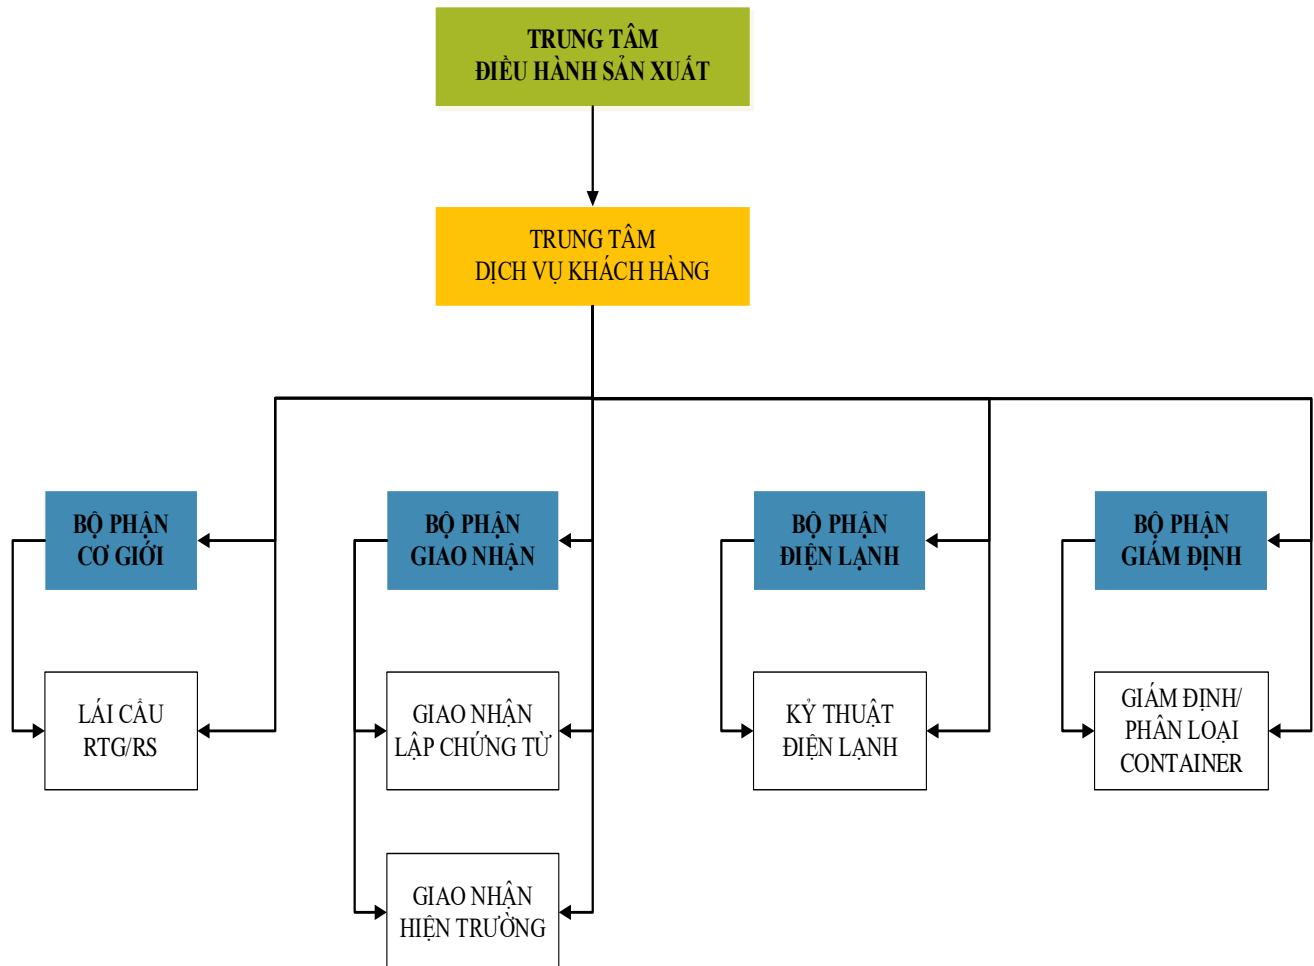 TRUNG TÂM
ĐIỀU HÀNH SẢN XUẤT
TRUNG TÂM
DỊCH VỤ KHÁCH HÀNG
BỘ PHẬN
CƠ GIỚI
BỘ PHẬN
GIAO NHẬN
BỘ PHẬN
ĐIỆN LẠNH
BỘ PHẬN
GIÁM ĐỊNH
LÁI CẨU
RTG/RS
GIAO NHẬN
LẬP CHỨNG TỪ
KỶ THUẬT
ĐIỆN LẠNH
GIÁM ĐỊNH/
PHÂN LOẠI
CONTAINER
GIAO NHẬN
HIỆN TRƯỜNG